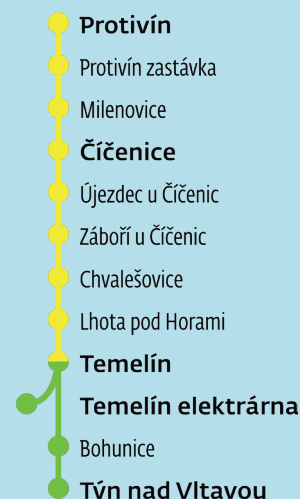 Protivín
Protivín zastávka
Milenovice
Číčenice
Újezdec u Číčenic
Záboří u Číčenic
Chvalešovice
Lhota pod Horami
Temelín
Temelín elektrárna
Bohunice
Týn nad Vltavou